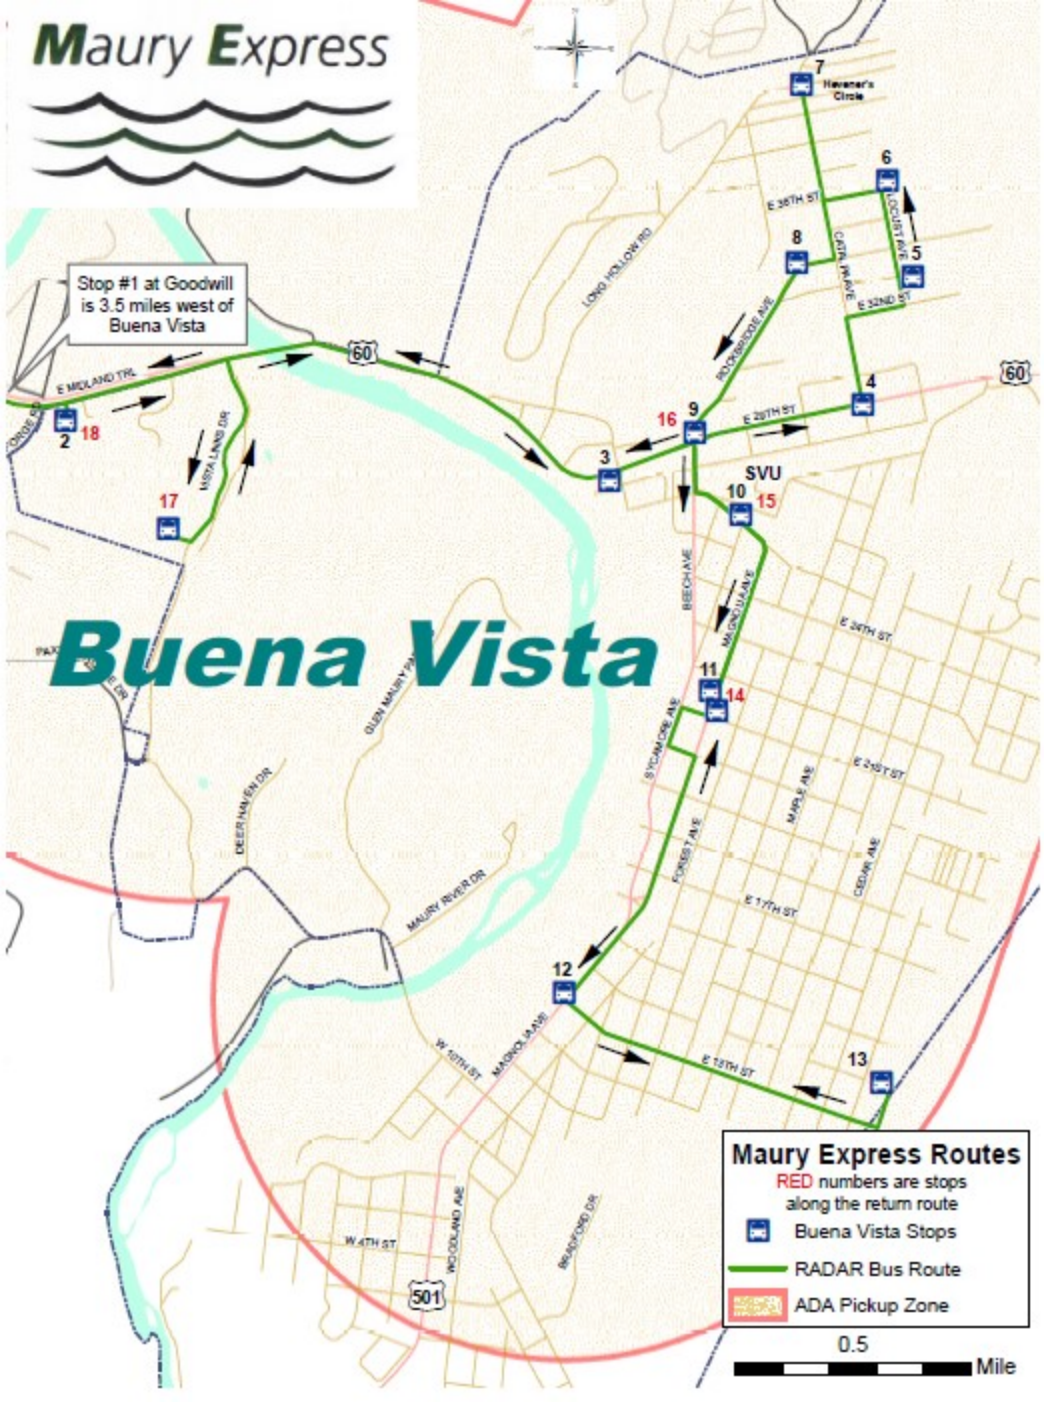 Maury Express
7
Hevener's
Circle
6
E 36TH ST
LOCUST AVE
8
5
CATALPA AVE
LONG HOLLOW RD
E 32ND ST
Stop #1 at Goodwill
is 3.5 miles west of
Buena Vista
ROCKBRIDGE AVE
60
60
E MIDLAND TRL
4
2
18
16
9
E 29TH ST
VISTA LINKS DR
3
SVU
17
10
15
BEECH AVE
MAGNOLIA AVE
E 24TH ST
Buena Vista
GLEN MAURY
11
14
SYCAMORE AVE
E 21ST ST
MAPLE AVE
DEER HAVEN DR
FOREST AVE
CEDAR AVE
MAURY RIVER DR
E 17TH ST
12
MAGNOLIA AVE
W 10TH ST
E 13TH ST
13
WOODLAND AVE
BRADFORD DR
W 4TH ST
501
Maury Express Routes
RED numbers are stops
along the return route
Buena Vista Stops
RADAR Bus Route
ADA Pickup Zone
0.5
Mile